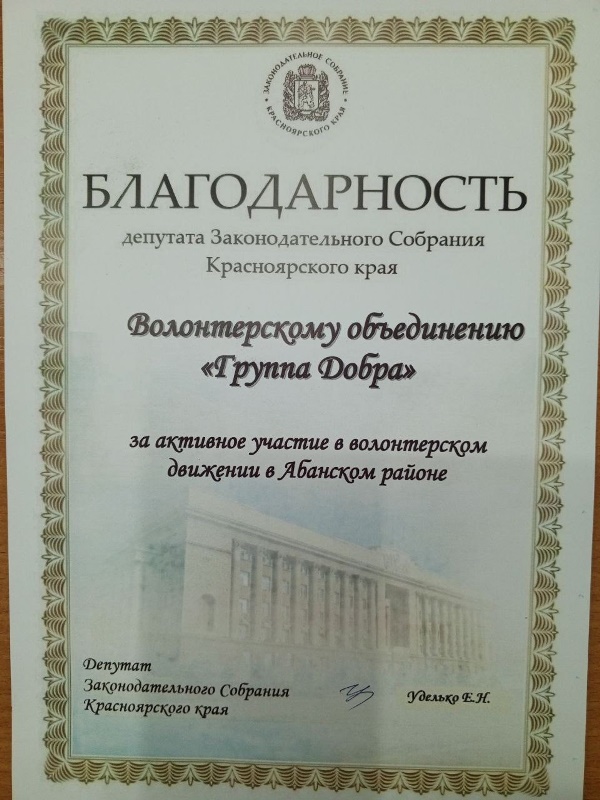 ЗАКОНОДАТЕЛЬНОЕ СОБРАНИЕ
КРАСНОЯРСКОГО КРАЯ
БЛАГОДАРНОСТЬ
депутата Законодательного Собрания
Красноярского края
Волонтерскому объединению
«Группа Добра»
за активное участие в волонтерском
движении в Абанском районе
Депутат
Законодательного Собрания
Красноярского края
Уделько Е.Н.